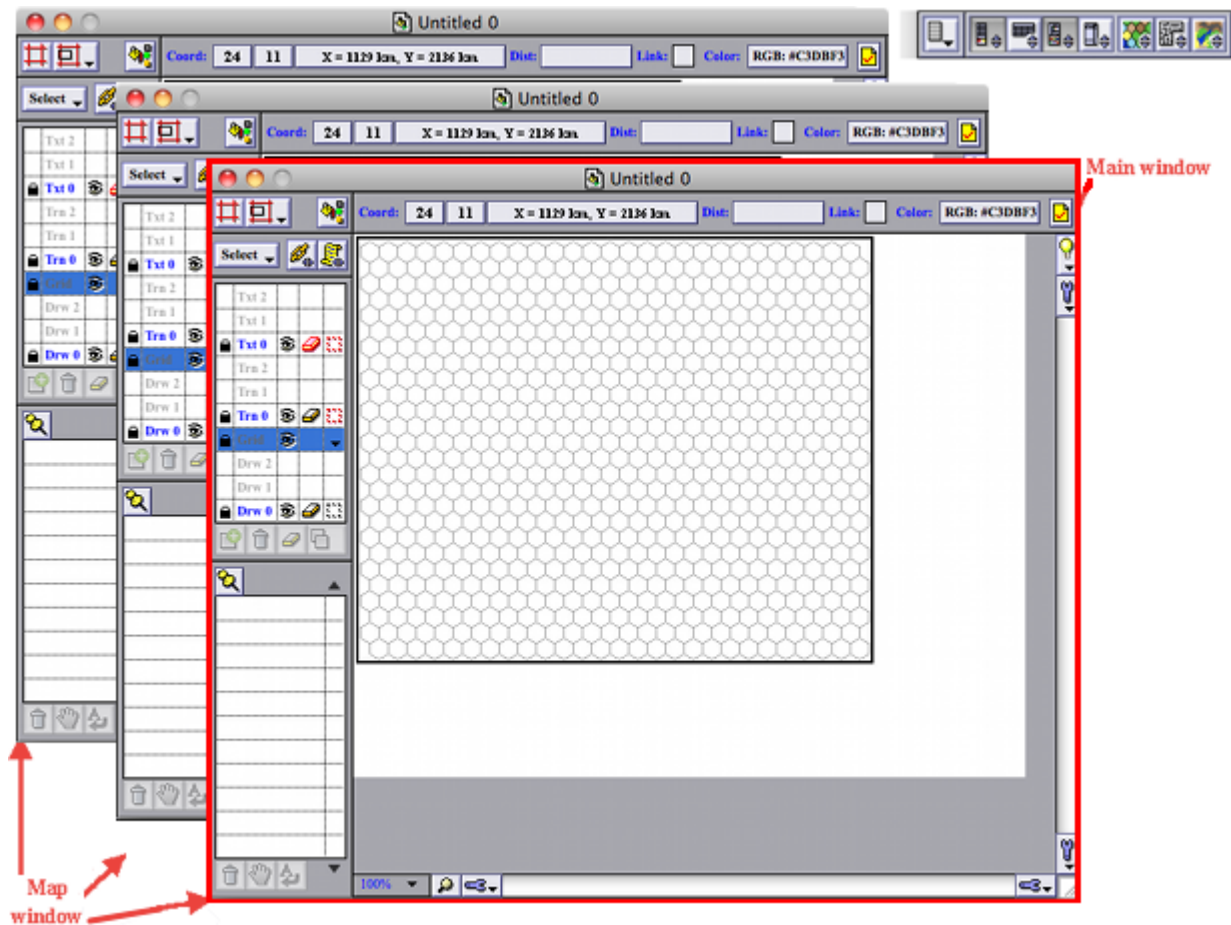 Untitled 0
Coord: 24 11 X = 1129 km, Y = 2136 km Dist: Link: Color: RGB: #C3DBF3
Select
Txt 2
Txt 1
Txt 0
Trn 2
Trn 1
Trn 0
Grid
Drw 2
Drw 1
Drw 0
Untitled 0
Coord: 24 11 X = 1129 km, Y = 2136 km Dist: Link: Color: RGB: #C3DBF3
Select
Txt 2
Txt 1
Txt 0
Trn 2
Trn 1
Trn 0
Grid
Drw 2
Drw 1
Drw 0
Untitled 0
Main window
Coord: 24 11 X = 1129 km, Y = 2136 km Dist: Link: Color: RGB: #C3DBF3
Select
Txt 2
Txt 1
Txt 0
Trn 2
Trn 1
Trn 0
Grid
Drw 2
Drw 1
Drw 0
100%
Map
window